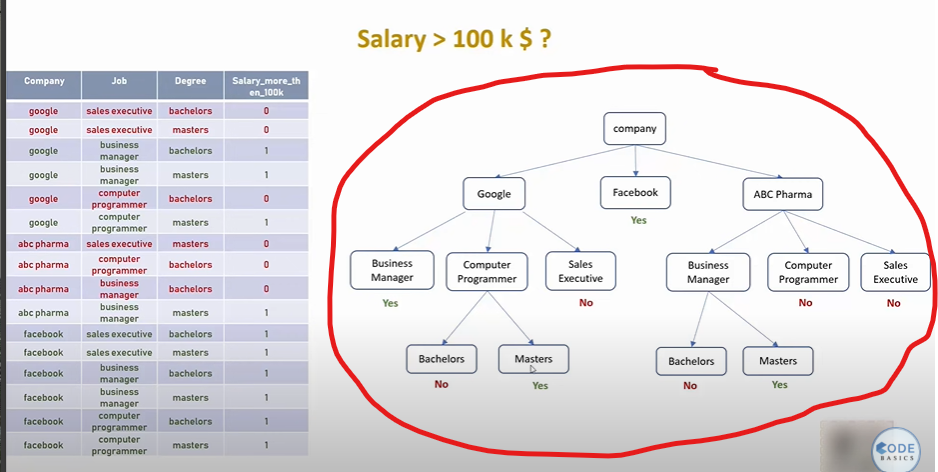 Salary > 100 k $ ?
Company Job Degree Salary_more_th
en_100k
google sales executive bachelors 0
google sales executive masters 0
google business manager bachelors 1
google business manager masters 1
google computer programmer bachelors 0
google computer programmer masters 1
abc pharma sales executive masters 0
abc pharma computer programmer bachelors 0
abc pharma business manager bachelors 0
abc pharma business manager masters 1
facebook sales executive bachelors 1
facebook sales executive masters 1
facebook business manager bachelors 1
facebook business manager masters 1
facebook computer programmer bachelors 1
facebook computer programmer masters 1
company
Google Facebook ABC Pharma
Yes
Business Manager
Computer Programmer
Sales Executive
Business Manager
Computer Programmer
Sales Executive
Yes No No No
Bachelors Masters Bachelors Masters
No Yes No Yes
CODE
BASICS